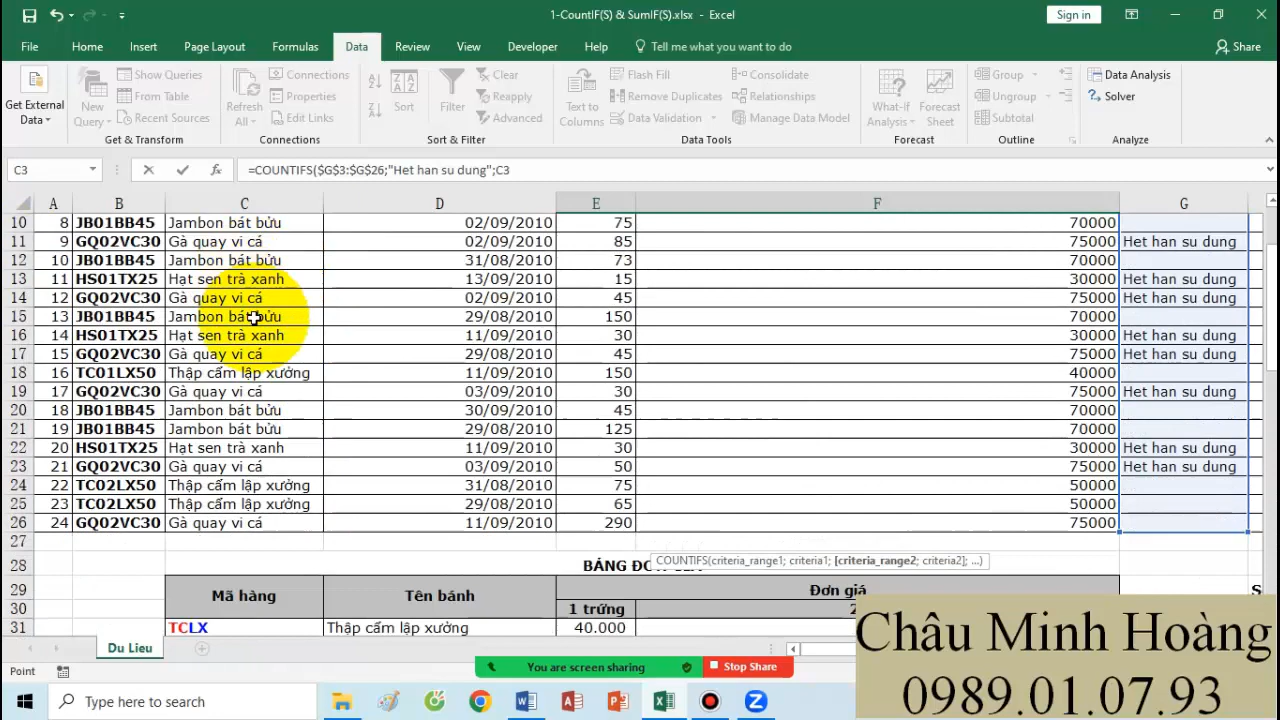 1-CountIF(S) & SumIF(S).xlsx - Excel
Sign in
File Home Insert Page Layout Formulas Data Review View Developer Help Tell me what you want to do Share
Get External Data
New Query
Show Queries
From Table
Recent Sources
Get & Transform
Refresh All
Connections
Properties
Edit Links
Connections
Sort
Filter
Clear
Reapply
Advanced
Sort & Filter
Text to Columns
Flash Fill
Remove Duplicates
Data Validation
Consolidate
Relationships
Manage Data Model
Data Tools
What-If Analysis
Forecast Sheet
Forecast
Group
Ungroup
Subtotal
Outline
Data Analysis
Solver
Analyze
C3 fx =COUNTIFS($G$3:$G$26;"Het han su dung";C3
A B C D E F G
10 8 JB01BB45 Jambon bát bửu 02/09/2010 75 70000
11 9 GQ02VC30 Gà quay vi cá 02/09/2010 85 75000 Het han su dung
12 10 JB01BB45 Jambon bát bửu 31/08/2010 73 70000
13 11 HS01TX25 Hạt sen trà xanh 13/09/2010 15 30000 Het han su dung
14 12 GQ02VC30 Gà quay vi cá 02/09/2010 45 75000 Het han su dung
15 13 JB01BB45 Jambon bát bửu 29/08/2010 150 70000
16 14 HS01TX25 Hạt sen trà xanh 11/09/2010 30 30000 Het han su dung
17 15 GQ02VC30 Gà quay vi cá 29/08/2010 45 75000 Het han su dung
18 16 TC01LX50 Thập cẩm lập xưởng 11/09/2010 150 40000
19 17 GQ02VC30 Gà quay vi cá 03/09/2010 30 75000 Het han su dung
20 18 JB01BB45 Jambon bát bửu 30/09/2010 45 70000
21 19 JB01BB45 Jambon bát bửu 29/08/2010 125 70000
22 20 HS01TX25 Hạt sen trà xanh 11/09/2010 30 30000 Het han su dung
23 21 GQ02VC30 Gà quay vi cá 03/09/2010 50 75000 Het han su dung
24 22 TC02LX50 Thập cẩm lập xưởng 31/08/2010 75 50000
25 23 TC02LX50 Thập cẩm lập xưởng 29/08/2010 65 50000
26 24 GQ02VC30 Gà quay vi cá 11/09/2010 290 75000
27
28 BẢNG
COUNTIFS(criteria_range1; criteria1; [criteria_range2; criteria2]; ...)
29 Mã hàng Tên bánh Đơn giá
30 1 trứng 2
31 TCLX Thập cẩm lập xưởng 40.000
Du Lieu
Point
You are screen sharing
Stop Share
Type here to search
Châu Minh Hoàng
0989.01.07.93